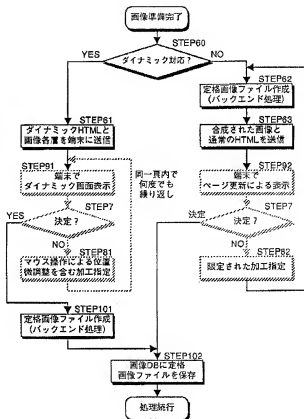 画像準備完了
STEP60
ダイナミック対応?
YES
NO
STEP61
ダイナミックHTMLと
画像各層を端末に送信
STEP91
端末で
ダイナミック画面表示
STEP7
決定?
YES
NO
STEP81
マウス操作による位置
微調整を含む加工指定
STEP101
定格画像ファイル作成
(バックエンド処理)
同一頁内で
何度でも
繰り返し
STEP62
定格画像ファイル作成
(バックエンド処理)
STEP63
合成された画像と
通常のHTMLを送信
STEP92
端末で
ページ更新による表示
STEP7
決定
決定?
NO
STEP82
限定された加工指定
STEP102
画像DBに定格
画像ファイルを保存
処理続行